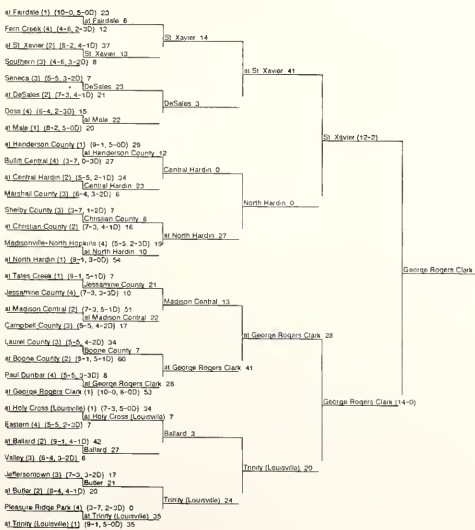 at Fairdale (1) (10-0, 5-0D) 23
at Fairdale 6
Fern Creek (4) (4-6, 2-3D) 12
St Xavier 14
at St Xavier (2) (8-2, 4-1D) 37
St Xavier 13
Southern (3) (4-6, 3-2D) 8
at St Xavier 41
Seneca (3) (5-5, 3-2D) 7
DeSales 23
at DeSales (2) (7-3, 4-1D) 21
DeSales 3
Doss (4) (6-4, 2-3D) 15
at Male 22
at Male (1) (8-2, 5-0D) 20
St Xavier (12-2)
at Henderson County (1) (9-1, 5-0D) 29
at Henderson County 12
Bullitt Central (4) (3-7, 0-3D) 27
Central Hardin 0
at Central Hardin (2) (5-5, 2-1D) 34
Central Hardin 23
Marshall County (3) (6-4, 2-3D) 6
North Hardin 0
Shelby County (3) (3-7, 1-2D) 7
Christian County 6
at Christian County (2) (7-3, 4-1D) 16
at North Hardin 27
Madisonville-North Hopkins (4) (5-5, 2-3D) 19
at North Hardin 10
at North Hardin (1) (9-1, 3-0D) 54
George Rogers Clark
at Tates Creek (1) (9-1, 5-1D) 7
Jessamine County 21
Jessamine County (4) (7-3, 3-3D) 10
Madison Central 13
at Madison Central (2) (7-3, 5-1D) 51
at Madison Central 22
Campbell County (3) (5-5, 4-2D) 17
at George Rogers Clark 28
Laurel County (3) (5-5, 4-2D) 34
Boone County 7
at Boone County (2) (9-1, 5-1D) 60
at George Rogers Clark 41
Paul Dunbar (4) (5-5, 3-3D) 8
at George Rogers Clark 26
at George Rogers Clark (1) (10-0, 6-0D) 53
George Rogers Clark (14-0)
at Holy Cross (Louisville) (1) (7-3, 5-0D) 34
at Holy Cross (Louisville) 7
Eastern (4) (5-5, 2-3D) 7
Ballard 3
at Ballard (2) (9-1, 4-1D) 42
Ballard 27
Valley (3) (6-4, 3-2D) 6
Trinity (Louisville) 20
Jeffersontown (3) (7-3, 3-2D) 17
Butler 21
at Butler (2) (6-4, 4-1D) 20
Trinity (Louisville) 24
Pleasure Ridge Park (4) (3-7, 2-3D) 0
at Trinity (Louisville) 35
at Trinity (Louisville) (1) (9-1, 5-0D) 35